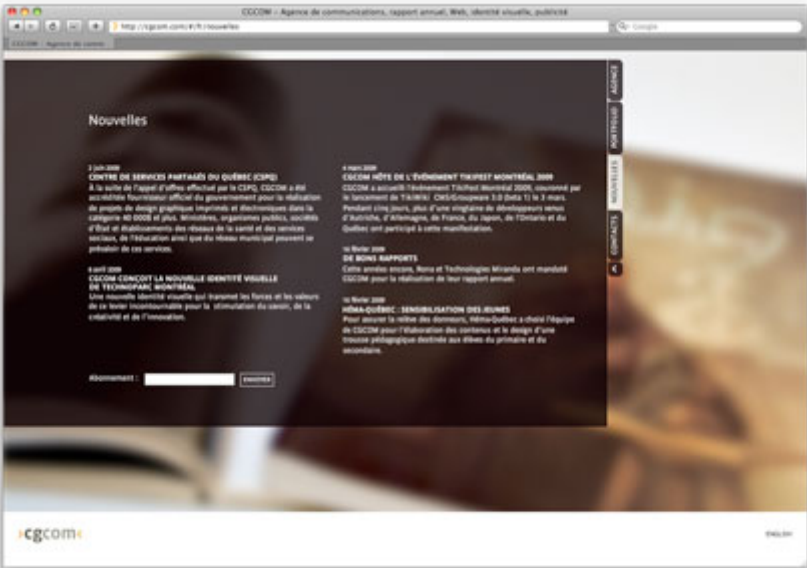 CGCOM – Agence de communications, rapport annuel, Web, identité visuelle, publicité
http://cgcom.com/#/fr/nouvelles
Google
CGCOM – Agence de commu
Nouvelles
2 juin 2009
CENTRE DE SERVICES PARTAGÉS DU QUÉBEC (CSPQ)
À la suite de l'appel d'offres effectué par le CSPQ, CGCOM a été
accréditée fournisseur officiel du gouvernement pour la réalisation
de projets de design graphique imprimés et électroniques dans la
catégorie 40 000$ et plus. Ministères, organismes publics, sociétés
d'État et établissements des réseaux de la santé et des services
sociaux, de l'éducation ainsi que du réseau municipal peuvent se
prévaloir de ces services.
6 avril 2009
CGCOM CONÇOIT LA NOUVELLE IDENTITÉ VISUELLE
DE TECHNOPARC MONTRÉAL
Une nouvelle identité visuelle qui transmet les forces et les valeurs
de ce levier incontournable pour la stimulation du savoir, de la
créativité et de l'innovation.
Abonnement :
ENVOYER
4 mars 2009
CGCOM HÔTE DE L'ÉVÉNEMENT TIKIFEST MONTRÉAL 2009
CGCOM a accueilli l'événement TikiFest Montréal 2009, couronné par
le lancement de TikiWiki CMS/Groupware 3.0 (beta 1) le 3 mars.
Pendant cinq jours, plus d'une vingtaine de développeurs venus
d'Autriche, d'Allemagne, de France, du Japon, de l'Ontario et du
Québec ont participé à cette manifestation.
16 février 2009
DE BONS RAPPORTS
Cette années encore, Rona et Technologies Miranda ont mandaté
CGCOM pour la réalisation de leur rapport annuel.
16 février 2009
HÉMA-QUÉBEC : SENSIBILISATION DES JEUNES
Pour assurer la relève des donneurs, Héma-Québec a choisi l'équipe
de CGCOM pour l'élaboration des contenus et le design d'une
trousse pédagogique destinée aux élèves du primaire et du
secondaire.
AGENCE
PORTFOLIO
CONTACTS
cgcom
ENGLISH